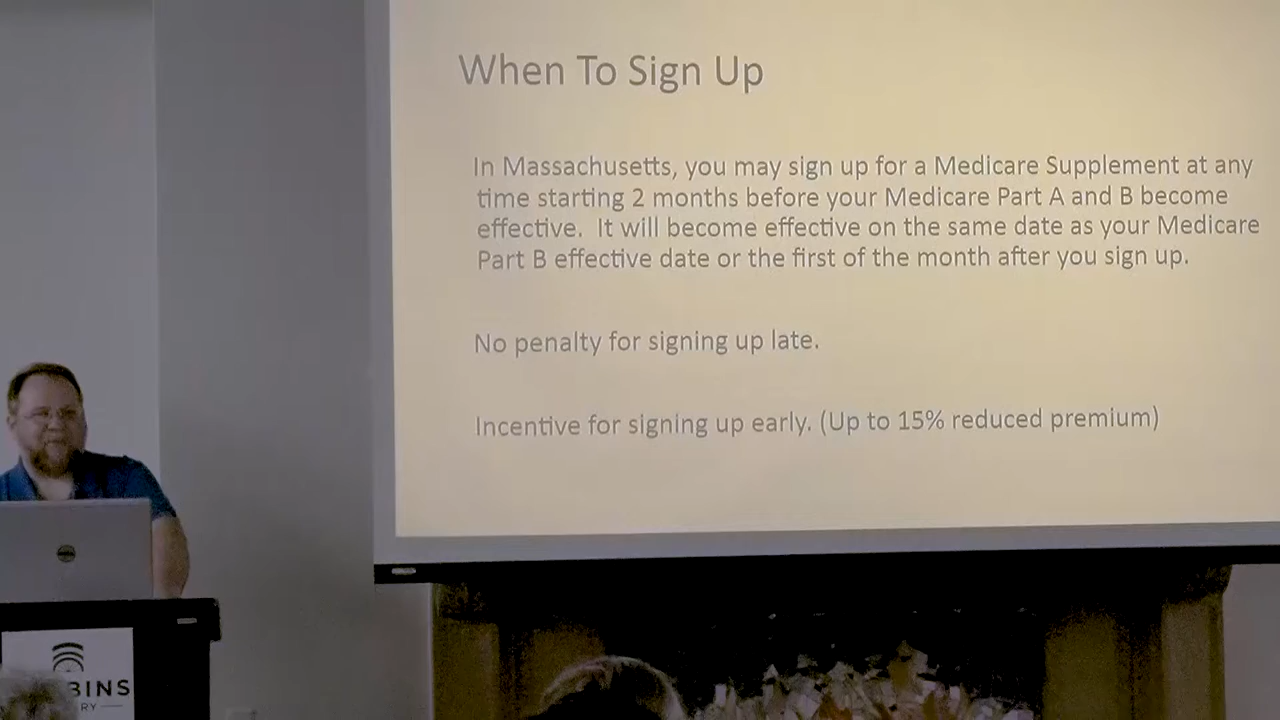 When To Sign Up
In Massachusetts, you may sign up for a Medicare Supplement at any
time starting 2 months before your Medicare Part A and B become
effective. It will become effective on the same date as your Medicare
Part B effective date or the first of the month after you sign up.
No penalty for signing up late.
Incentive for signing up early. (Up to 15% reduced premium)
BINS
RY